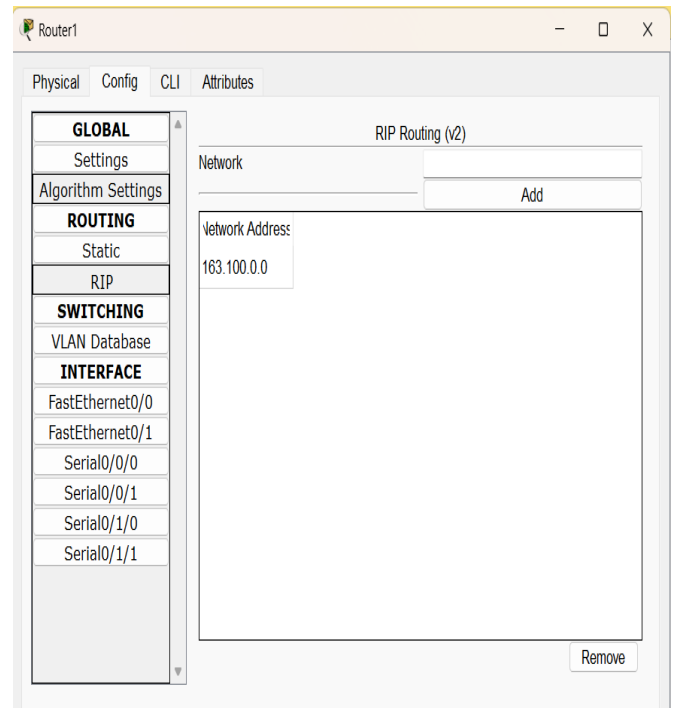 Router1
Physical Config CLI Attributes
GLOBAL
Settings
Algorithm Settings
ROUTING
Static
RIP
SWITCHING
VLAN Database
INTERFACE
FastEthernet0/0
FastEthernet0/1
Serial0/0/0
Serial0/0/1
Serial0/1/0
Serial0/1/1
RIP Routing (v2)
Network
Add
Network Address
163.100.0.0
Remove